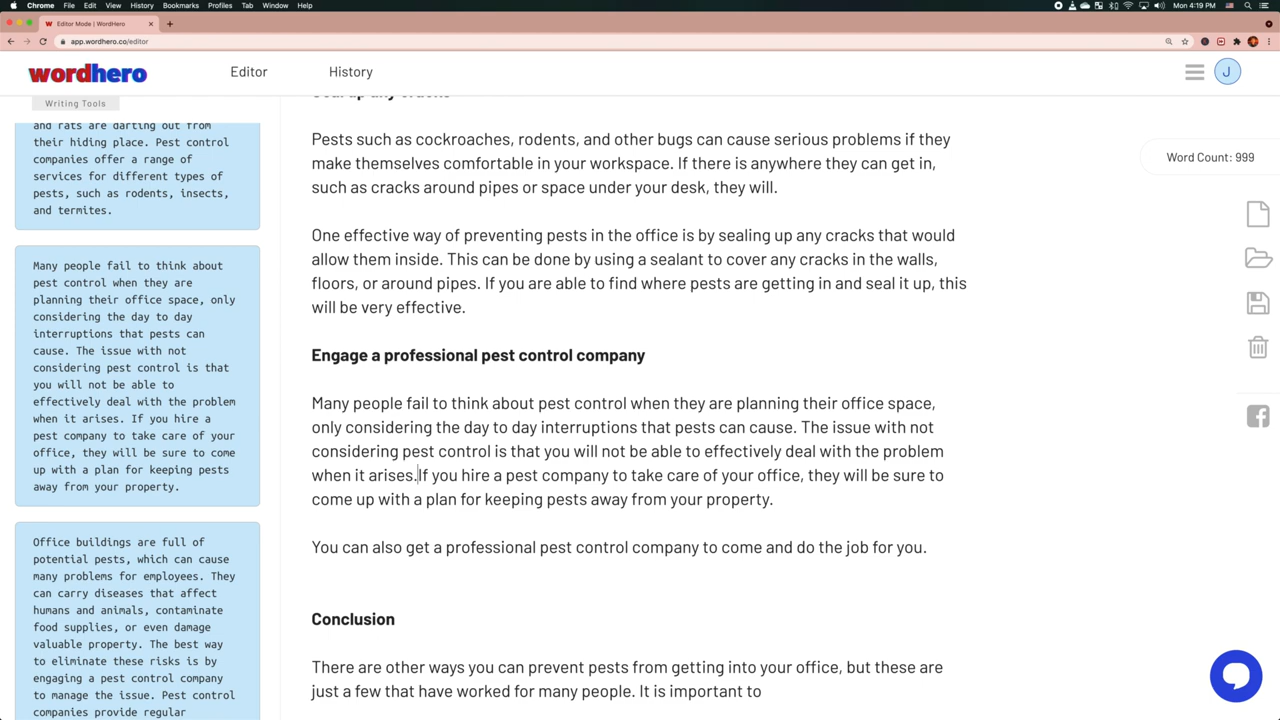 Chrome File Edit View History Bookmarks Profiles Tab Window Help
Mon 4:19 PM
Editor Mode | WordHero
app.wordhero.co/editor
wordhero
Editor
History
J
Writing Tools
and rats are darting out from
their hiding place. Pest control
companies offer a range of
services for different types of
pests, such as rodents, insects,
and termites.
Many people fail to think about
pest control when they are
planning their office space, only
considering the day to day
interruptions that pests can
cause. The issue with not
considering pest control is that
you will not be able to
effectively deal with the problem
when it arises. If you hire a
pest company to take care of your
office, they will be sure to come
up with a plan for keeping pests
away from your property.
Office buildings are full of
potential pests, which can cause
many problems for employees. They
can carry diseases that affect
humans and animals, contaminate
food supplies, or even damage
valuable property. The best way
to eliminate these risks is by
engaging a pest control company
to manage the issue. Pest control
companies provide regular
Pests such as cockroaches, rodents, and other bugs can cause serious problems if they
make themselves comfortable in your workspace. If there is anywhere they can get in,
such as cracks around pipes or space under your desk, they will.
One effective way of preventing pests in the office is by sealing up any cracks that would
allow them inside. This can be done by using a sealant to cover any cracks in the walls,
floors, or around pipes. If you are able to find where pests are getting in and seal it up, this
will be very effective.
Engage a professional pest control company
Many people fail to think about pest control when they are planning their office space,
only considering the day to day interruptions that pests can cause. The issue with not
considering pest control is that you will not be able to effectively deal with the problem
when it arises. If you hire a pest company to take care of your office, they will be sure to
come up with a plan for keeping pests away from your property.
You can also get a professional pest control company to come and do the job for you.
Conclusion
There are other ways you can prevent pests from getting into your office, but these are
just a few that have worked for many people. It is important to
Word Count: 999